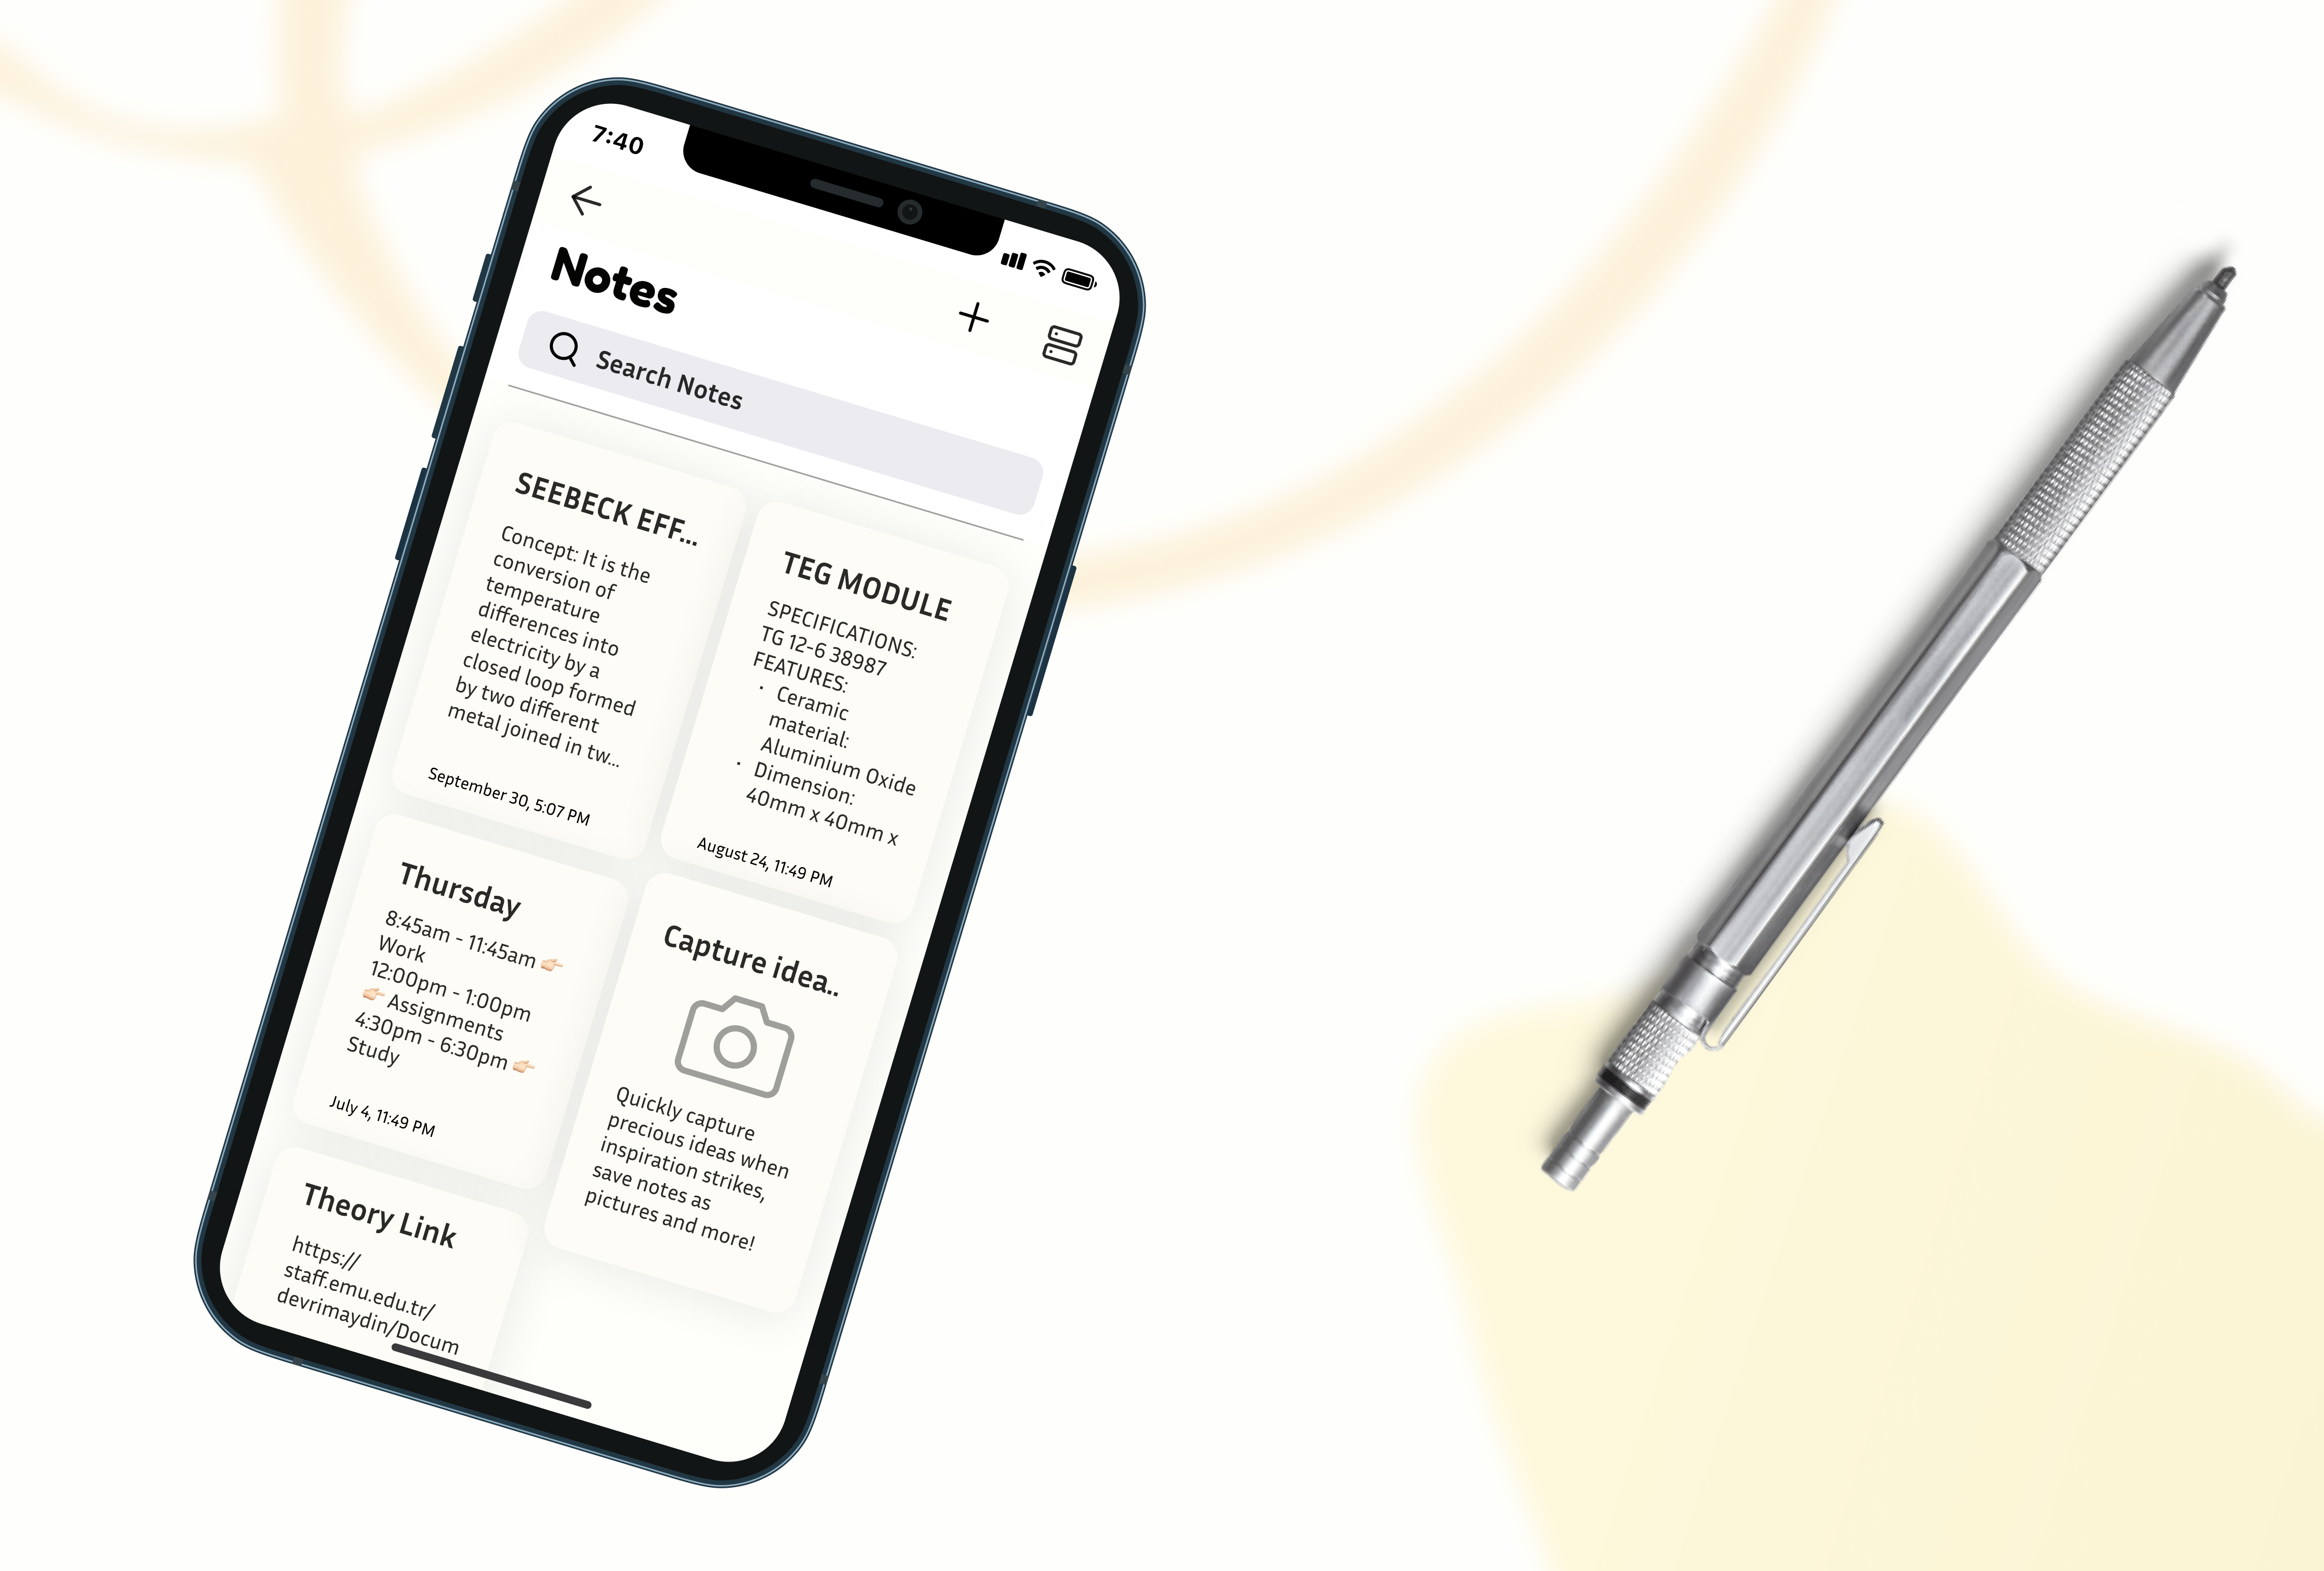 7:40
Notes
Search Notes
SEEBECK EFF...
Concept: It is the
conversion of
temperature
differences into
electricity by a
closed loop formed
by two different
metal joined in tw...
September 30, 5:07 PM
TEG MODULE
SPECIFICATIONS:
TG 12-6 38987
FEATURES:
· Ceramic
material:
Aluminium Oxide
· Dimension:
40mm x 40mm x
August 24, 11:49 PM
Thursday
8:45am - 11:45am 👉🏻
Work
12:00pm - 1:00pm
👉🏻 Assignments
4:30pm - 6:30pm 👉🏻
Study
July 4, 11:49 PM
Capture idea..
Quickly capture
precious ideas when
inspiration strikes,
save notes as
pictures and more!
Theory Link
https://
staff.emu.edu.tr/
devrimaydin/Docum